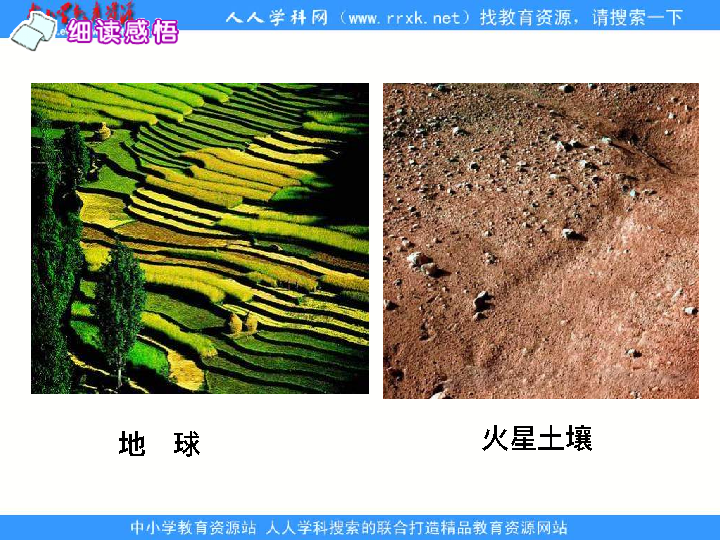 人人学科网（www.rrxk.net）找教育资源，请搜索一下
细读感悟
地 球
火星土壤
中小学教育资源站 人人学科搜索的联合打造精品教育资源网站